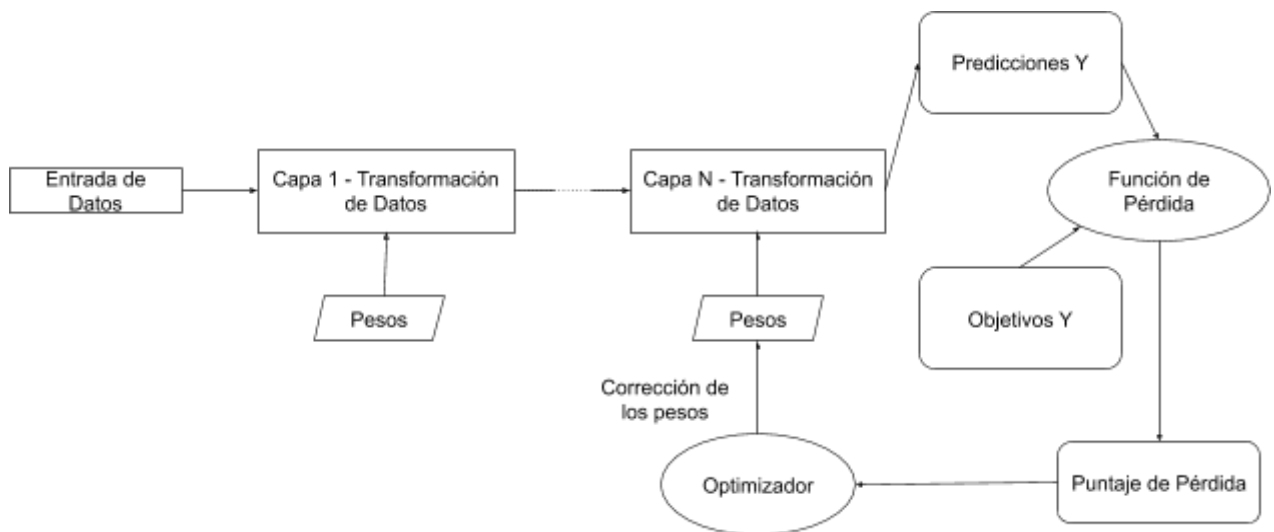 Predicciones Y
Entrada de
Datos
Capa 1 - Transformación
de Datos
Capa N - Transformación
de Datos
Función de
Pérdida
Pesos
Pesos
Objetivos Y
Corrección de
los pesos
Optimizador
Puntaje de Pérdida